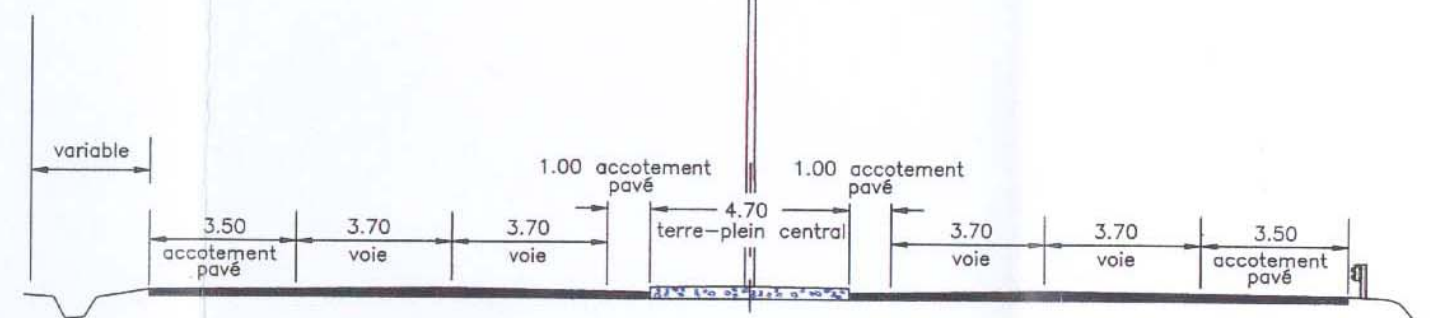 variable
1.00 accotement
pavé
1.00 accotement
pavé
3.50
accotement
pavé
3.70
voie
3.70
voie
4.70
terre-plein central
3.70
voie
3.70
voie
3.50
accotement
pavé